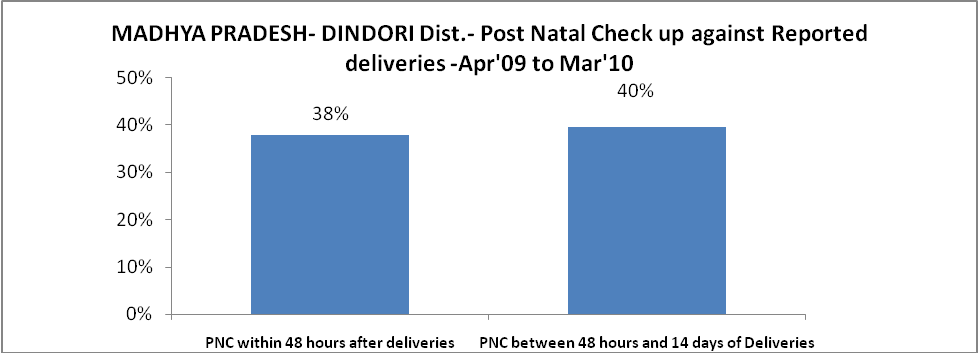 MADHYA PRADESH- DINDORI Dist.- Post Natal Check up against Reported
deliveries -Apr'09 to Mar'10
50%
40%
30%
20%
10%
0%
38%
40%
PNC within 48 hours after deliveries
PNC between 48 hours and 14 days of Deliveries